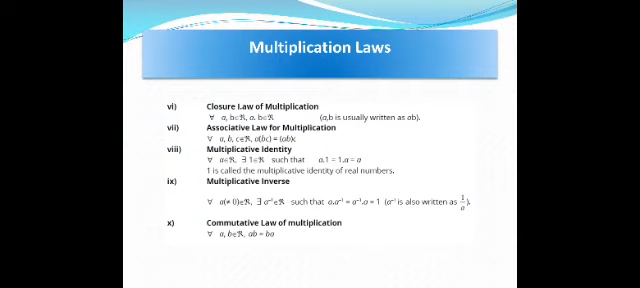 Multiplication Laws
vi) Closure Law of Multiplication
∀ a, b∈ℜ, a. b∈ℜ (a,b is usually written as ab).
vii) Associative Law for Multiplication
∀ a, b, c∈ℜ, a(bc) = (ab)c
viii) Multiplicative Identity
∀ a∈ℜ, ∃ 1∈ℜ such that a.1 = 1.a = a
1 is called the multiplicative identity of real numbers.
ix) Multiplicative Inverse
∀ a(≠ 0)∈ℜ, ∃ a⁻¹∈ℜ such that a.a⁻¹ = a⁻¹.a = 1 (a⁻¹ is also written as 1/a).
x) Commutative Law of multiplication
∀ a, b∈ℜ, ab = ba